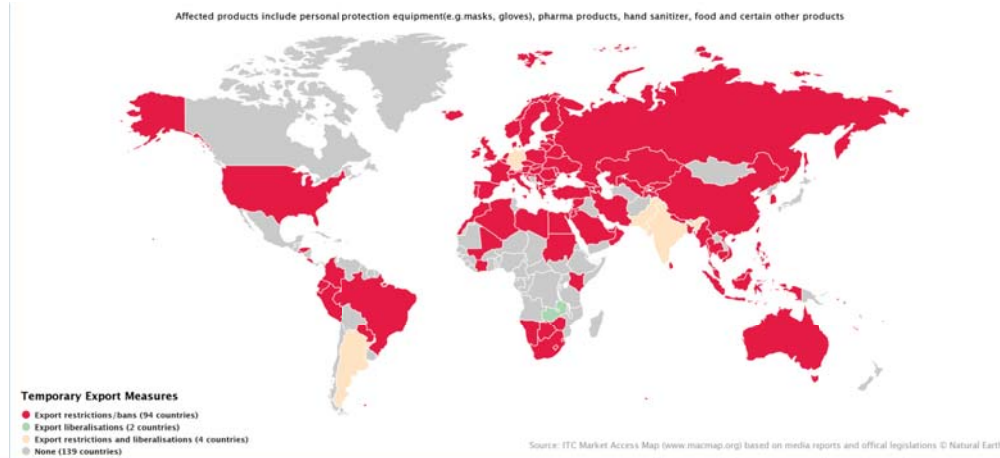 Affected products include personal protection equipment(e.g.masks, gloves), pharma products, hand sanitizer, food and certain other products
Temporary Export Measures
Export restrictions/bans (94 countries)
Export liberalisations (2 countries)
Export restrictions and liberalisations (4 countries)
None (139 countries)
Source: ITC Market Access Map (www.macmap.org) based on media reports and offical legislations © Natural Earth